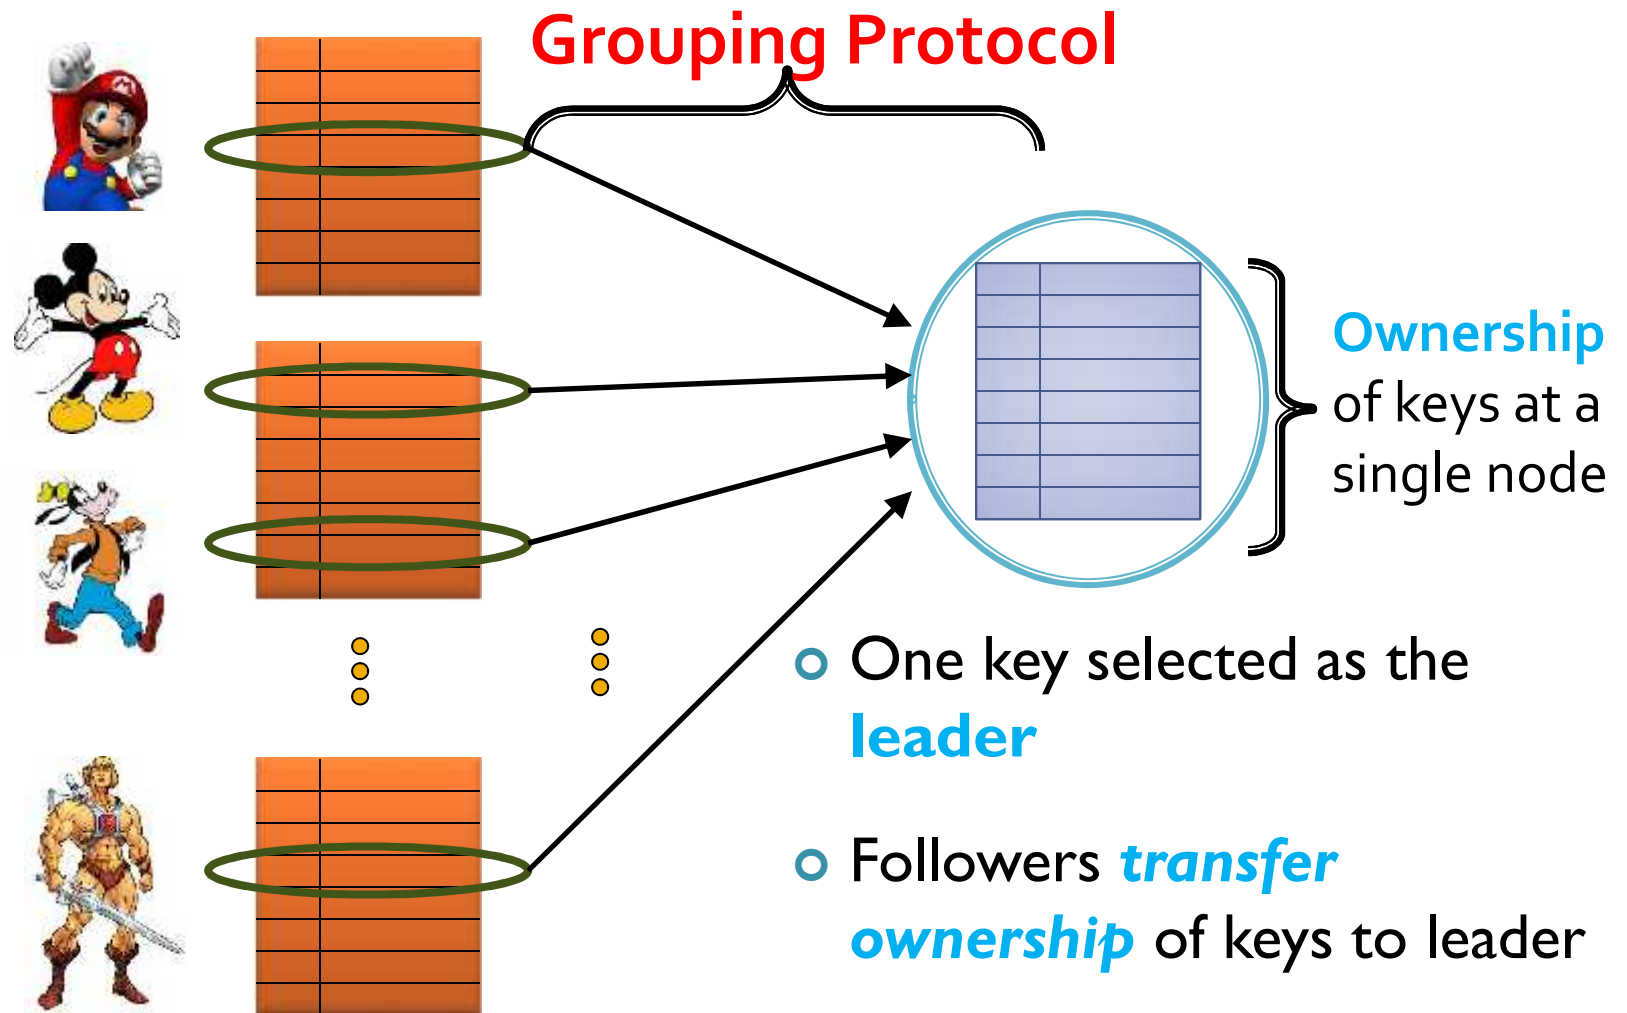 Grouping Protocol
Ownership
of keys at a
single node
One key selected as the
leader
Followers transfer
ownership of keys to leader